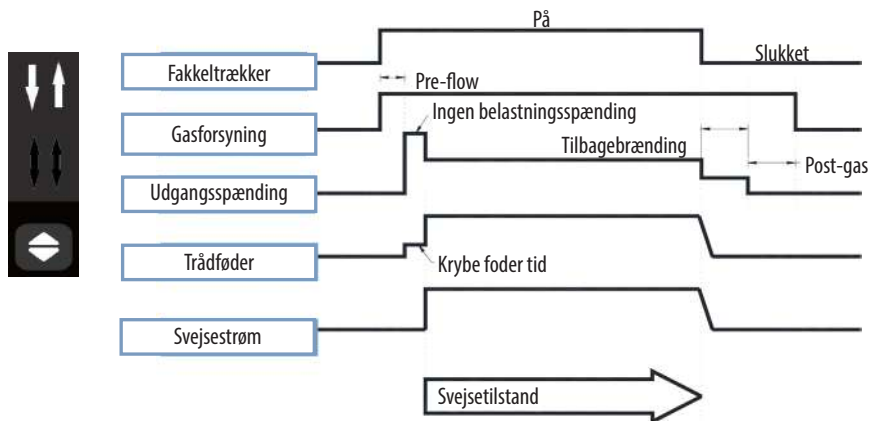 På
Slukket
Fakkeltrækker
Pre-flow
Ingen belastningsspænding
Gasforsyning
Tilbagebrænding
Post-gas
Udgangsspænding
Trådføder
Krybe foder tid
Svejsestrøm
Svejsetilstand